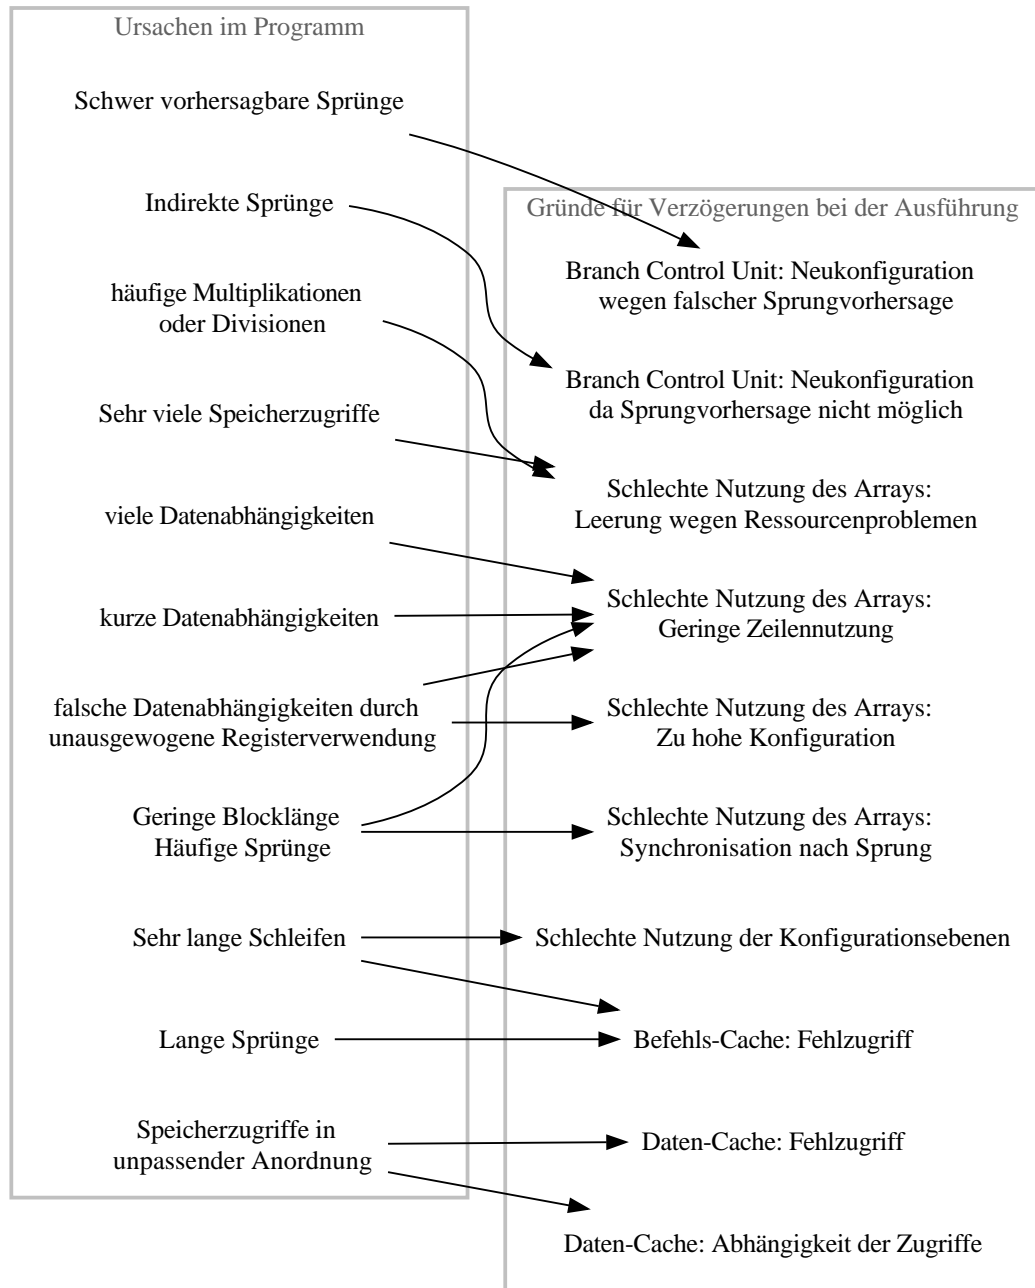 Ursachen im Programm
Schwer vorhersagbare Sprünge
Indirekte Sprünge
häufige Multiplikationen
oder Divisionen
Sehr viele Speicherzugriffe
viele Datenabhängigkeiten
kurze Datenabhängigkeiten
falsche Datenabhängigkeiten durch
unausgewogene Registerverwendung
Geringe Blocklänge
Häufige Sprünge
Sehr lange Schleifen
Lange Sprünge
Speicherzugriffe in
unpassender Anordnung
Gründe für Verzögerungen bei der Ausführung
Branch Control Unit: Neukonfiguration
wegen falscher Sprungvorhersage
Branch Control Unit: Neukonfiguration
da Sprungvorhersage nicht möglich
Schlechte Nutzung des Arrays:
Leerung wegen Ressourcenproblemen
Schlechte Nutzung des Arrays:
Geringe Zeilennutzung
Schlechte Nutzung des Arrays:
Zu hohe Konfiguration
Schlechte Nutzung des Arrays:
Synchronisation nach Sprung
Schlechte Nutzung der Konfigurationsebenen
Befehls-Cache: Fehlzugriff
Daten-Cache: Fehlzugriff
Daten-Cache: Abhängigkeit der Zugriffe